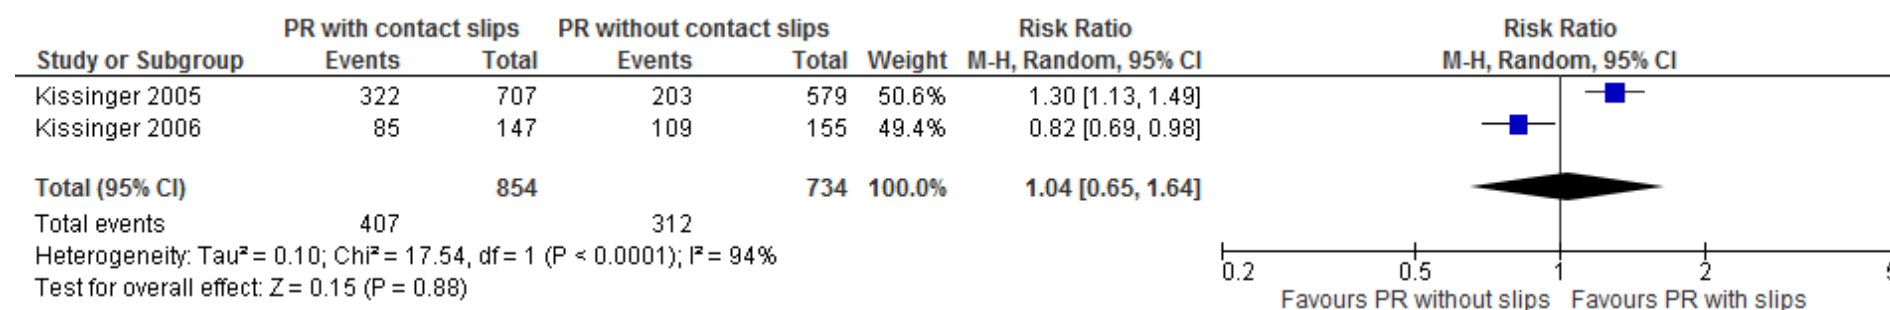 PR with contact slips PR without contact slips Risk Ratio Risk Ratio
Study or Subgroup Events Total Events Total Weight M-H, Random, 95% CI M-H, Random, 95% CI
Kissinger 2005 322 707 203 579 50.6% 1.30 [1.13, 1.49]
Kissinger 2006 85 147 109 155 49.4% 0.82 [0.69, 0.98]
Total (95% CI) 854 734 100.0% 1.04 [0.65, 1.64]
Total events 407 312
Heterogeneity: Tau² = 0.10; Chi² = 17.54, df = 1 (P < 0.0001); I² = 94%
Test for overall effect: Z = 0.15 (P = 0.88)
0.2 0.5 1 2
Favours PR without slips Favours PR with slips